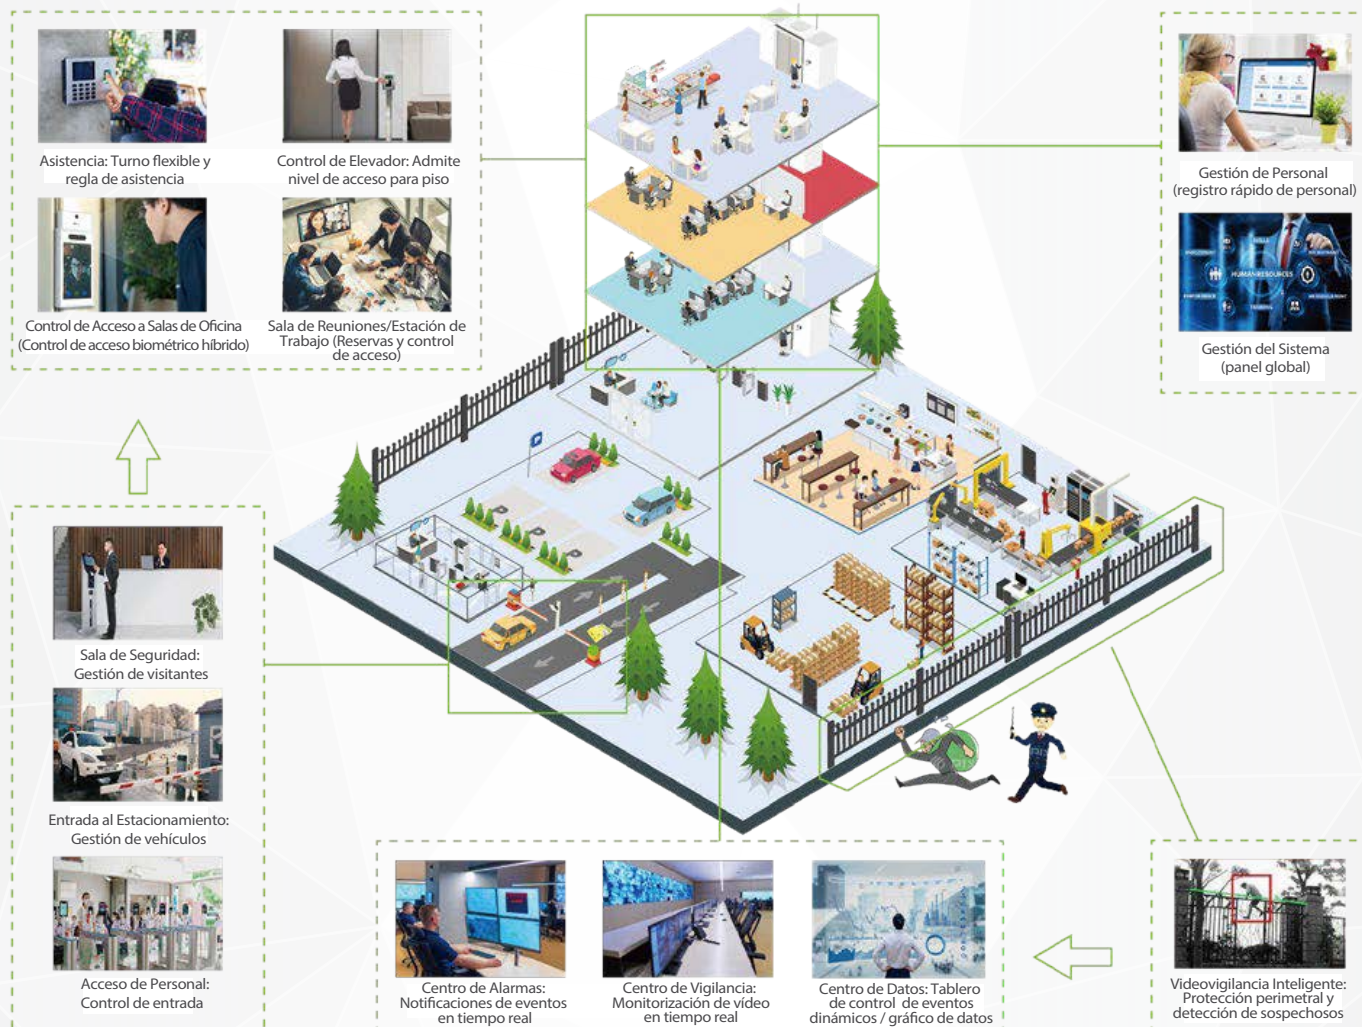 Asistencia: Turno flexible y
regla de asistencia
Control de Elevador: Admite
nivel de acceso para piso
Control de Acceso a Salas de Oficina
(Control de acceso biométrico híbrido)
Sala de Reuniones/Estación de
Trabajo (Reservas y control
de acceso)
Gestión de Personal
(registro rápido de personal)
HUMAN RESOURCES
Gestión del Sistema
(panel global)
Sala de Seguridad:
Gestión de visitantes
Entrada al Estacionamiento:
Gestión de vehículos
Acceso de Personal:
Control de entrada
P
Centro de Alarmas:
Notificaciones de eventos
en tiempo real
Centro de Vigilancia:
Monitorización de vídeo
en tiempo real
Centro de Datos: Tablero
de control de eventos
dinámicos / gráfico de datos
Videovigilancia Inteligente:
Protección perimetral y
detección de sospechosos